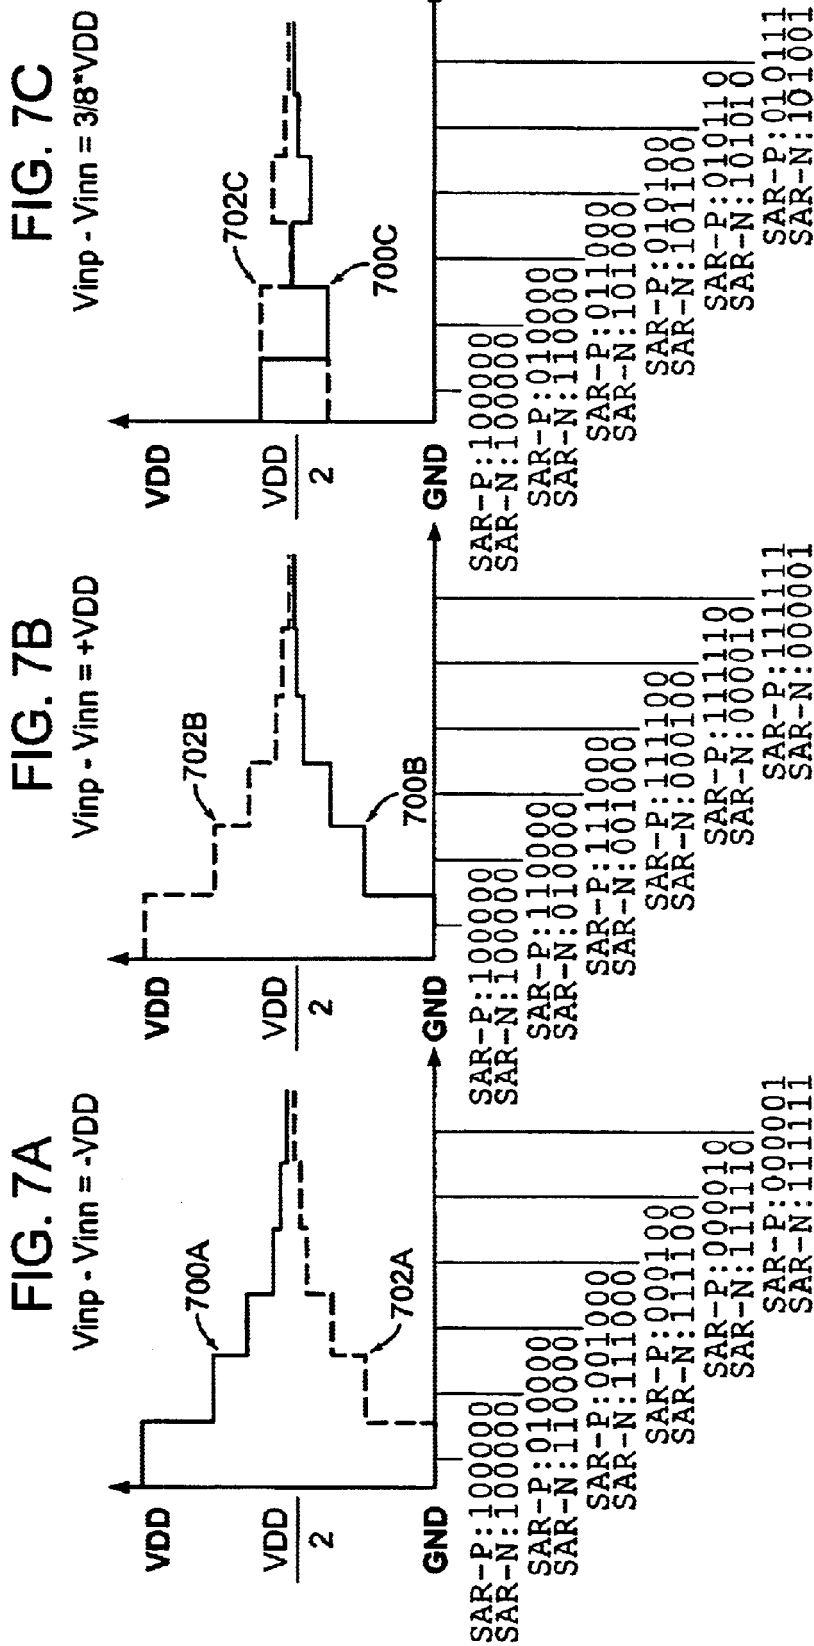 FIG. 7A
Vinp - Vinn = -VDD
VDD
VDD
2
GND
700A
702A
SAR-P:100000
SAR-N:100000
SAR-P:010000
SAR-N:110000
SAR-P:001000
SAR-N:111000
SAR-P:000100
SAR-N:111100
SAR-P:000010
SAR-N:111110
SAR-P:000001
SAR-N:111111
FIG. 7B
Vinp - Vinn = +VDD
VDD
VDD
2
GND
702B
700B
SAR-P:100000
SAR-N:100000
SAR-P:110000
SAR-N:010000
SAR-P:111000
SAR-N:001000
SAR-P:111100
SAR-N:000100
SAR-P:111110
SAR-N:000010
SAR-P:111111
SAR-N:000001
FIG. 7C
Vinp - Vinn = 3/8*VDD
VDD
VDD
2
GND
702C
700C
SAR-P:100000
SAR-N:100000
SAR-P:010000
SAR-N:110000
SAR-P:011000
SAR-N:101000
SAR-P:010100
SAR-N:101100
SAR-P:010110
SAR-N:101010
SAR-P:010111
SAR-N:101001